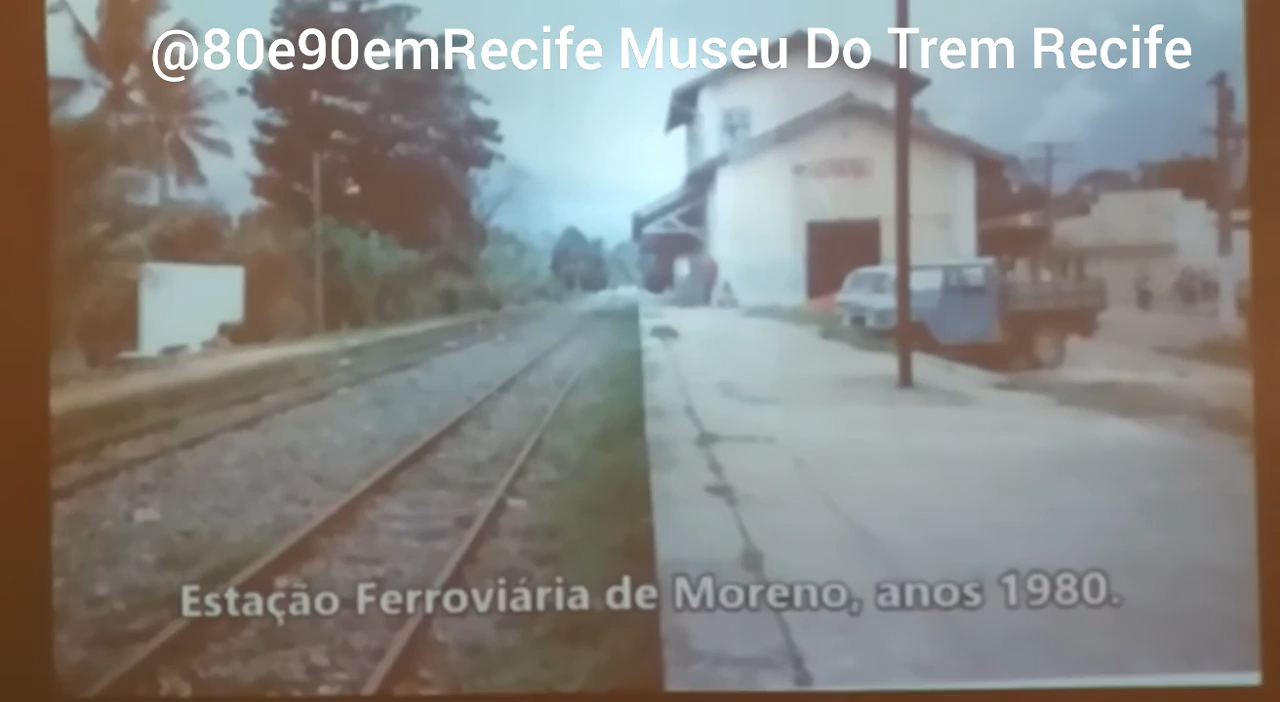 @80e90emRecife Museu Do Trem Recife
Estação Ferroviária de Moreno, anos 1980.